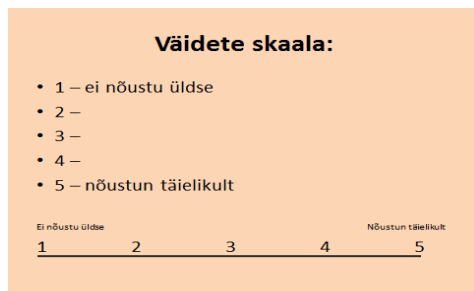 Väidete skaala:
• 1 – ei nõustu üldse
• 2 –
• 3 –
• 4 –
• 5 – nõustun täielikult
Ei nõustu üldse Nõustun täielikult
1 2 3 4 5